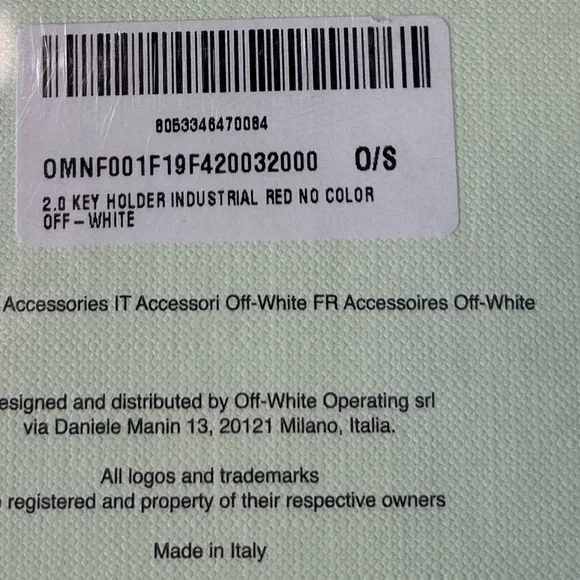 8053346470084
OMNF001F19F420032000 O/S
2.0 KEY HOLDER INDUSTRIAL RED NO COLOR
OFF-WHITE
Accessories IT Accessori Off-White FR Accessoires Off-White
esigned and distributed by Off-White Operating srl
via Daniele Manin 13, 20121 Milano, Italia.
All logos and trademarks
registered and property of their respective owners
Made in Italy